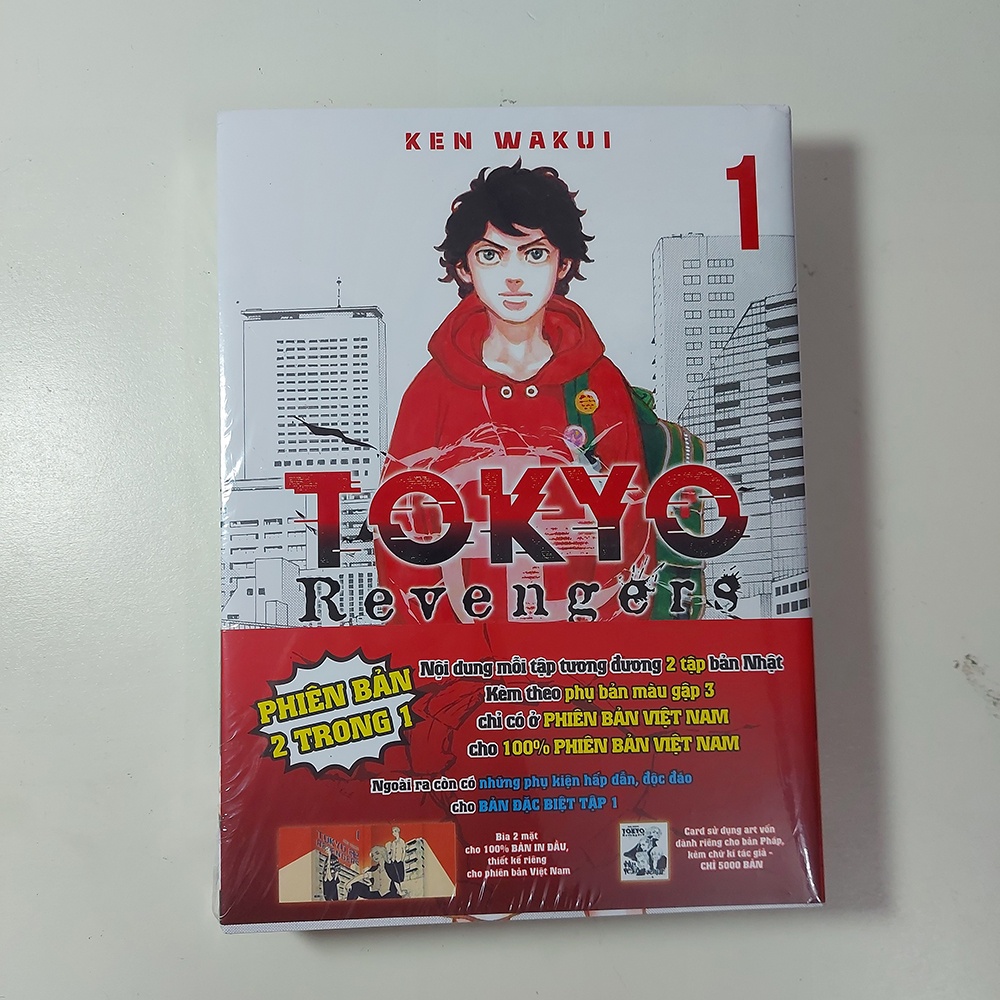 KEN WAKUI
1
TOKYO
Revengers
PHIÊN BẢN
2 TRONG 1
Nội dung mỗi tập tương đương 2 tập bản Nhật
Kèm theo phụ bản màu gập 3
chỉ có ở PHIÊN BẢN VIỆT NAM
cho 100% PHIÊN BẢN VIỆT NAM
Ngoài ra còn có những phụ kiện hấp dẫn, độc đáo
cho BẢN ĐẶC BIỆT TẬP 1
Bìa 2 mặt
cho 100% BẢN IN ĐẦU,
thiết kế riêng
cho phiên bản Việt Nam
TOKYO
Card sử dụng art vốn
dành riêng cho bản Pháp,
kèm chữ kí tác giả -
CHỈ 5000 BẢN